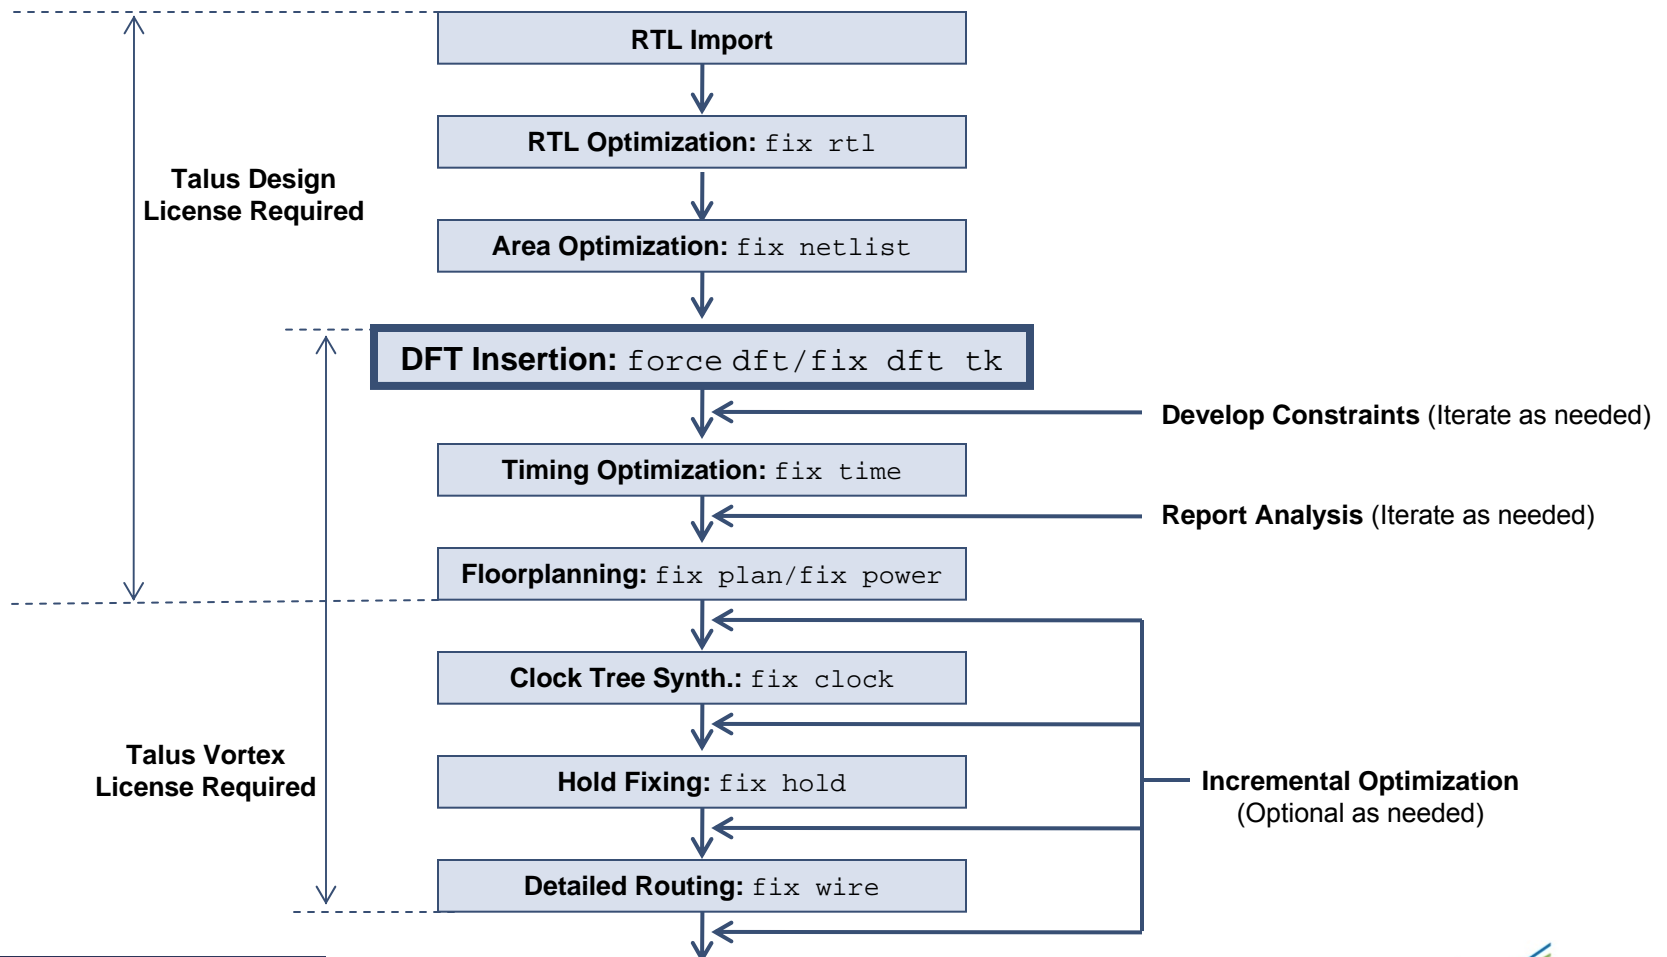 RTL Import
RTL Optimization: fix rtl
Talus Design
License Required
Area Optimization: fix netlist
DFT Insertion: force dft/fix dft tk
Develop Constraints (Iterate as needed)
Timing Optimization: fix time
Report Analysis (Iterate as needed)
Floorplanning: fix plan/fix power
Clock Tree Synth.: fix clock
Talus Vortex
License Required
Hold Fixing: fix hold
Incremental Optimization
(Optional as needed)
Detailed Routing: fix wire